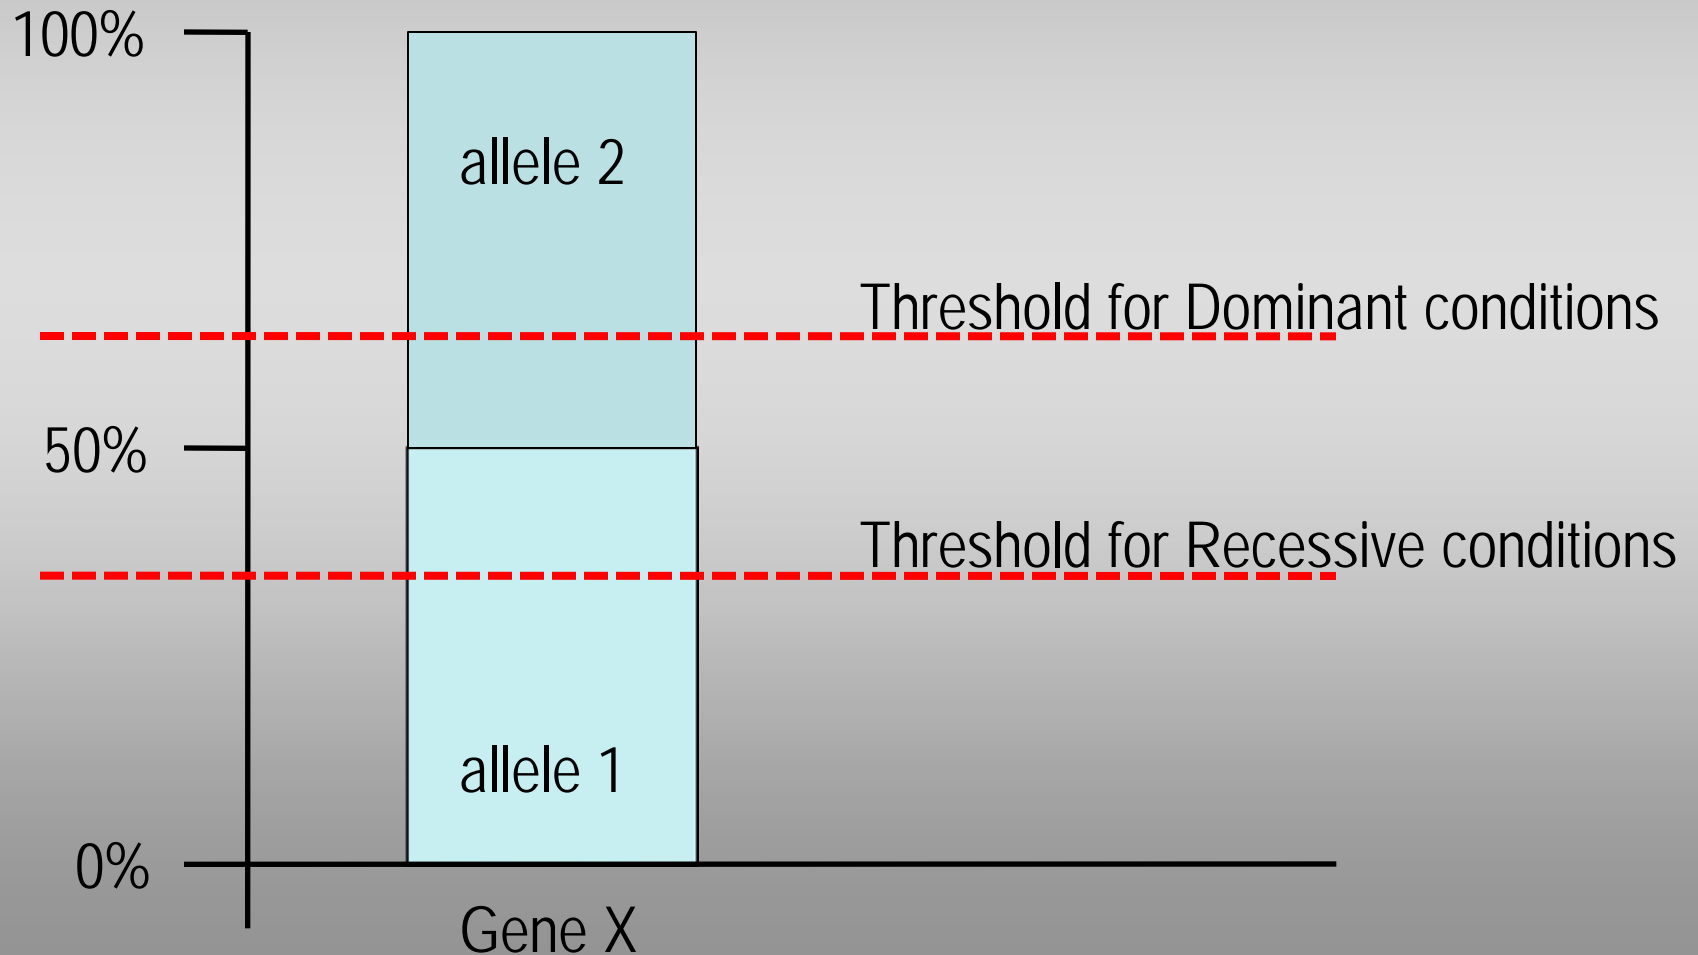 100%
allele 2
Threshold for Dominant conditions
50%
Threshold for Recessive conditions
allele 1
0%
Gene X